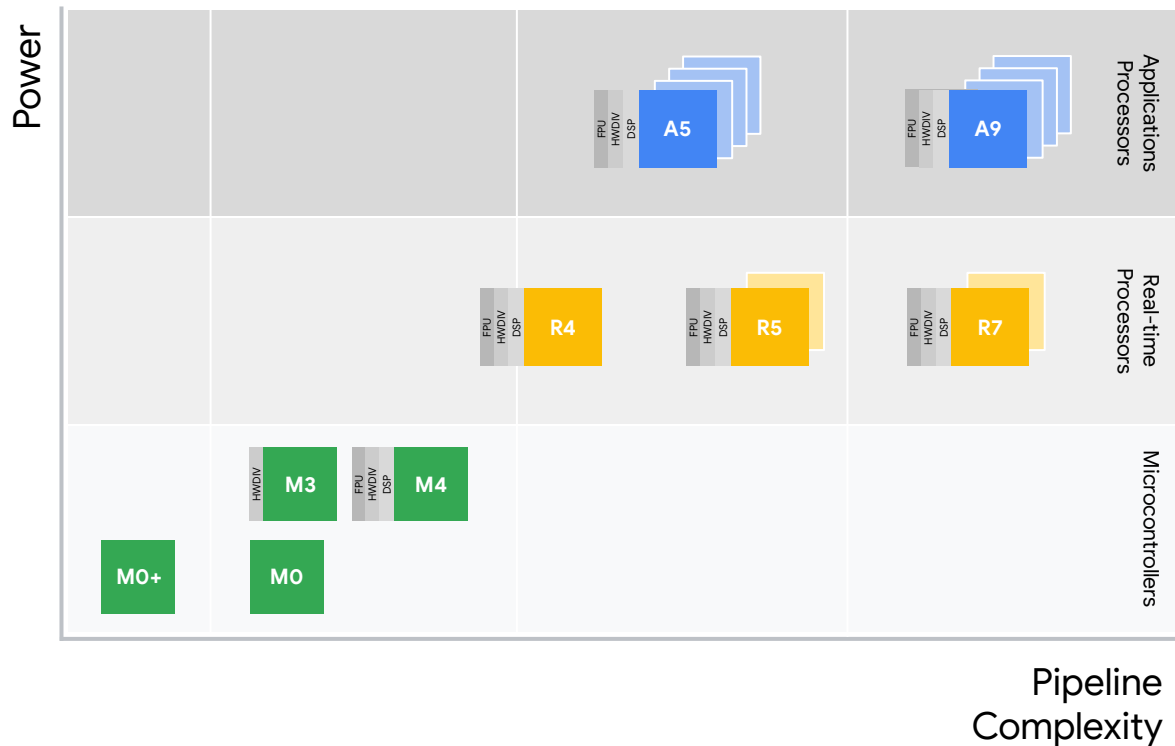 Power
FPU
HWDIV
DSP
A5
FPU
HWDIV
DSP
A9
Applications
Processors
FPU
HWDIV
DSP
R4
FPU
HWDIV
DSP
R5
FPU
HWDIV
DSP
R7
Real-time
Processors
HWDIV
M3
FPU
HWDIV
DSP
M4
M0+
M0
Microcontrollers
Pipeline
Complexity